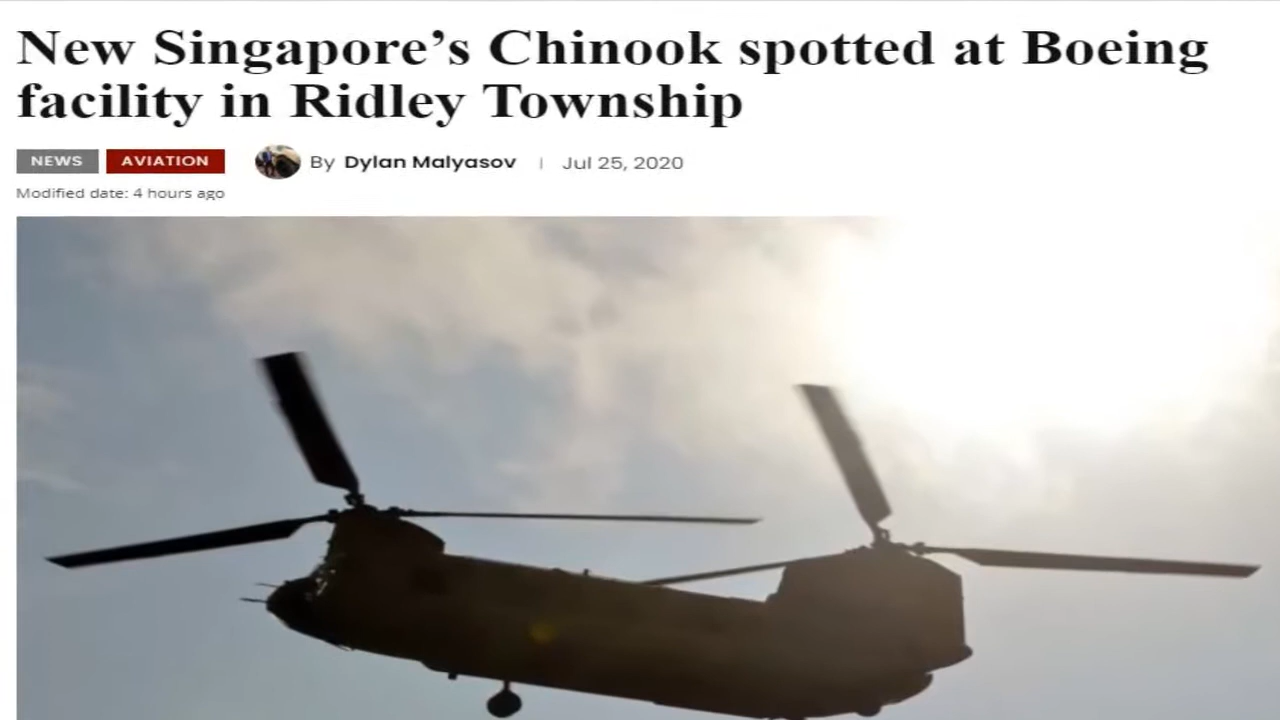 New Singapore’s Chinook spotted at Boeing
facility in Ridley Township
NEWS AVIATION By Dylan Malyasov | Jul 25, 2020
Modified date: 4 hours ago